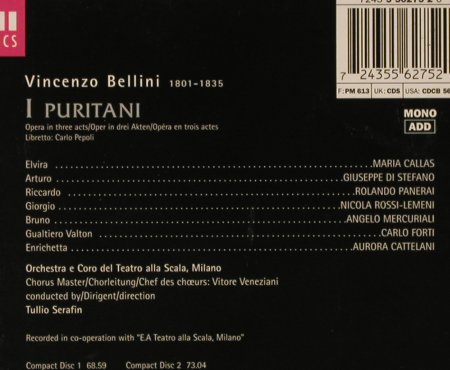 CS
7 24355 62752
F: PM 613 UK: CDS USA: CDCB 56
Vincenzo Bellini 1801-1835
I PURITANI
Opera in three acts/Oper in drei Akten/Opéra en trois actes
Libretto: Carlo Pepoli
MONO
ADD
Elvira MARIA CALLAS
Arturo GIUSEPPE DI STEFANO
Riccardo ROLANDO PANERAI
Giorgio NICOLA ROSSI-LEMENI
Bruno ANGELO MERCURIALI
Gualtiero Valton CARLO FORTI
Enrichetta AURORA CATTELANI
Orchestra e Coro del Teatro alla Scala, Milano
Chorus Master/Chorleitung/Chef des chœurs: Vitore Veneziani
conducted by/Dirigent/direction
Tullio Serafin
Recorded in co-operation with "E.A Teatro alla Scala, Milano"
Compact Disc 1 68.59 Compact Disc 2 73.04